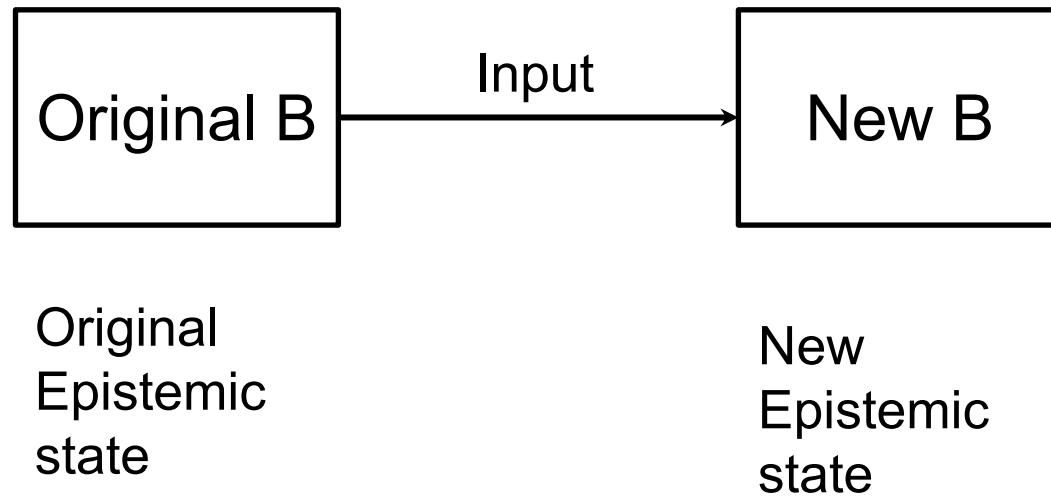 Original B
Input
New B
Original
Epistemic
state
New
Epistemic
state